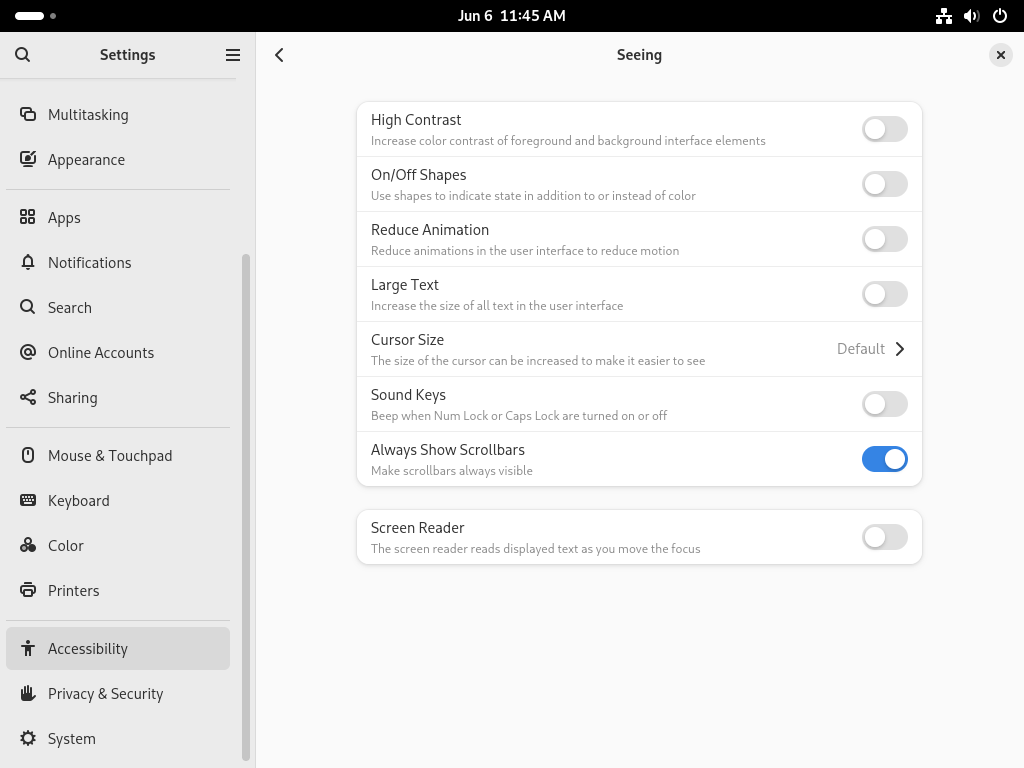 Jun 6 11:45 AM
Settings
Seeing
Multitasking
Appearance
Apps
Notifications
Search
Online Accounts
Sharing
Mouse & Touchpad
Keyboard
Color
Printers
Accessibility
Privacy & Security
System
High Contrast
Increase color contrast of foreground and background interface elements
On/Off Shapes
Use shapes to indicate state in addition to or instead of color
Reduce Animation
Reduce animations in the user interface to reduce motion
Large Text
Increase the size of all text in the user interface
Cursor Size
The size of the cursor can be increased to make it easier to see
Default
Sound Keys
Beep when Num Lock or Caps Lock are turned on or off
Always Show Scrollbars
Make scrollbars always visible
Screen Reader
The screen reader reads displayed text as you move the focus